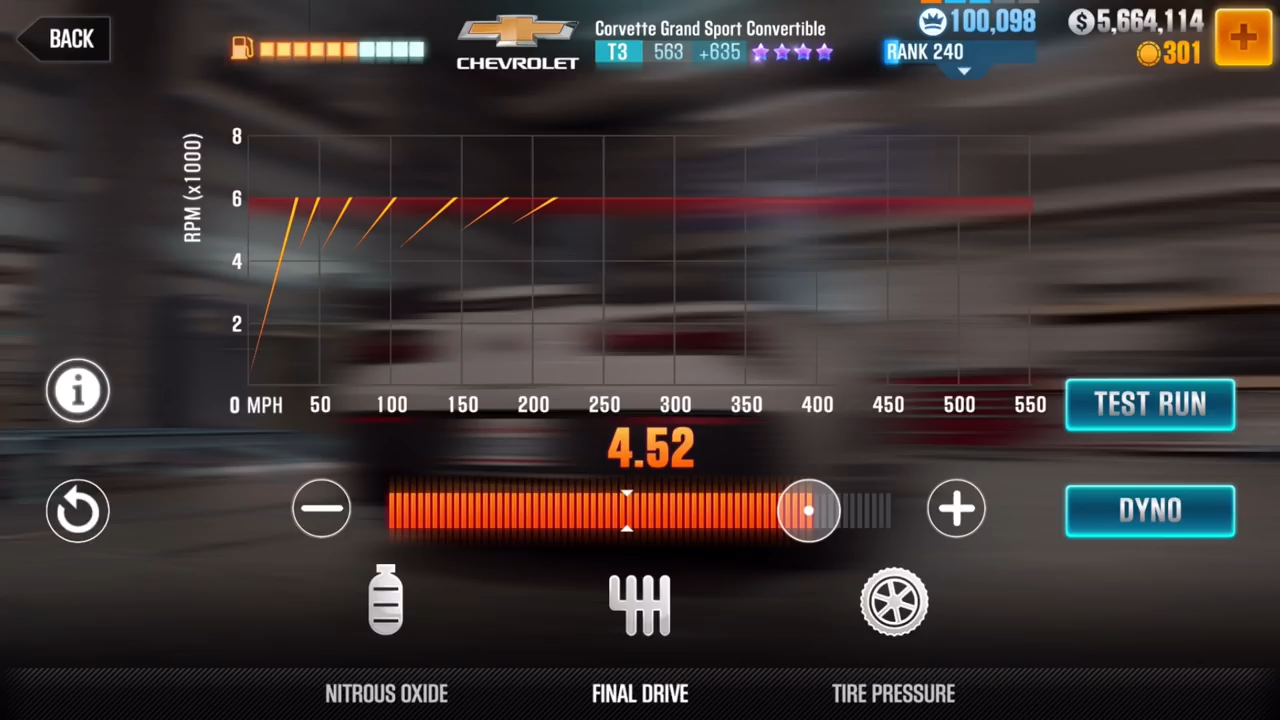 BACK
CHEVROLET
Corvette Grand Sport Convertible
T3 563 +635
100,098
RANK 240
$5,664,114
301
RPM (x1000)
8
6
4
2
0 MPH 50 100 150 200 250 300 350 400 450 500 550
4.52
TEST RUN
DYNO
NITROUS OXIDE
FINAL DRIVE
TIRE PRESSURE